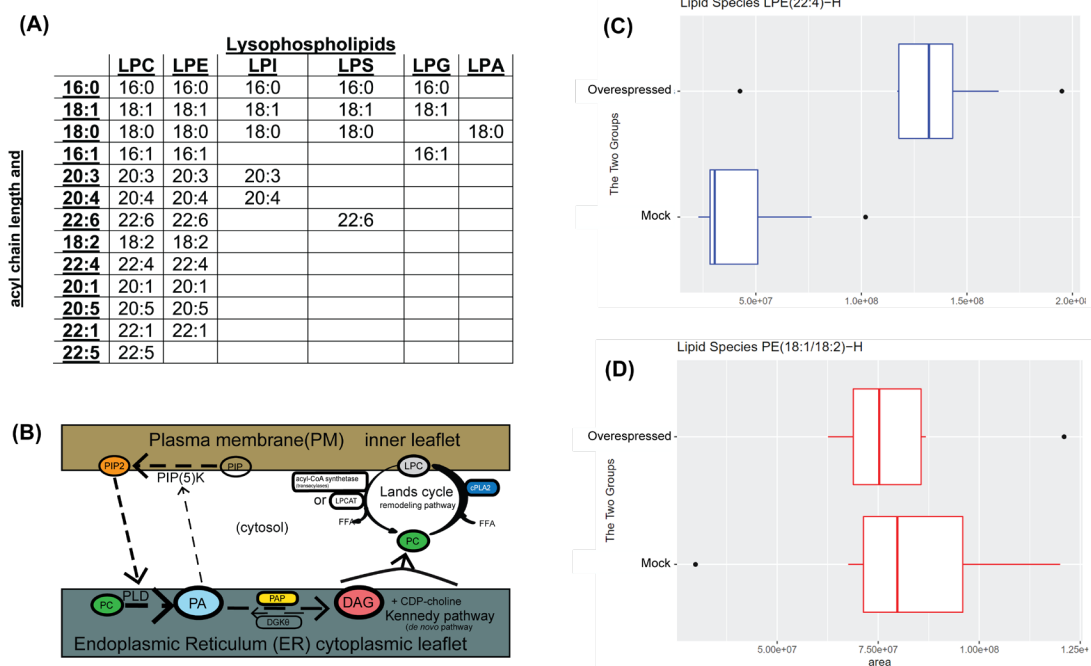 (A)
Lysophospholipids
LPC LPE LPI LPS LPG LPA
acyl chain length and
16:0 16:0 16:0 16:0 16:0 16:0
18:1 18:1 18:1 18:1 18:1 18:1
18:0 18:0 18:0 18:0 18:0 18:0
16:1 16:1 16:1 16:1
20:3 20:3 20:3 20:3
20:4 20:4 20:4 20:4
22:6 22:6 22:6 22:6
18:2 18:2 18:2
22:4 22:4 22:4
20:1 20:1 20:1
20:5 20:5 20:5
22:1 22:1 22:1
22:5 22:5
(B)
Plasma membrane(PM) inner leaflet
PIP2 PIP LPC
PIP(5)K
acyl-CoA synthetase
(transacylases)
or LPCAT
FFA
Lands cycle
remodeling pathway
cPLA2
FFA
(cytosol)
PC
PC PLD PA PAP DGKθ DAG
+ CDP-choline
Kennedy pathway
(de novo pathway
Endoplasmic Reticulum (ER) cytoplasmic leaflet
(C)
Lipid Species LPE(22:4)−H
The Two Groups
Overespressed
Mock
5.0e+07 1.0e+08 1.5e+08 2.0e+0
(D)
Lipid Species PE(18:1/18:2)−H
The Two Groups
Overespressed
Mock
5.00e+07 7.50e+07 1.00e+08 1.25e+
area